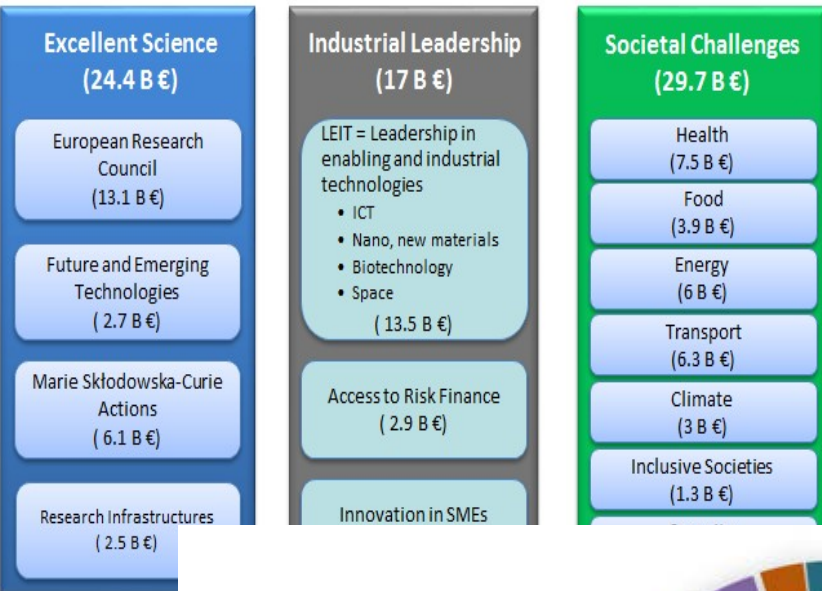 Excellent Science
(24.4 B €)
European Research
Council
(13.1 B €)
Future and Emerging
Technologies
( 2.7 B €)
Marie Skłodowska-Curie
Actions
( 6.1 B €)
Research Infrastructures
( 2.5 B €)
Industrial Leadership
(17 B €)
LEIT = Leadership in
enabling and industrial
technologies
• ICT
• Nano, new materials
• Biotechnology
• Space
( 13.5 B €)
Access to Risk Finance
( 2.9 B €)
Innovation in SMEs
Societal Challenges
(29.7 B €)
Health
(7.5 B €)
Food
(3.9 B €)
Energy
(6 B €)
Transport
(6.3 B €)
Climate
(3 B €)
Inclusive Societies
(1.3 B €)